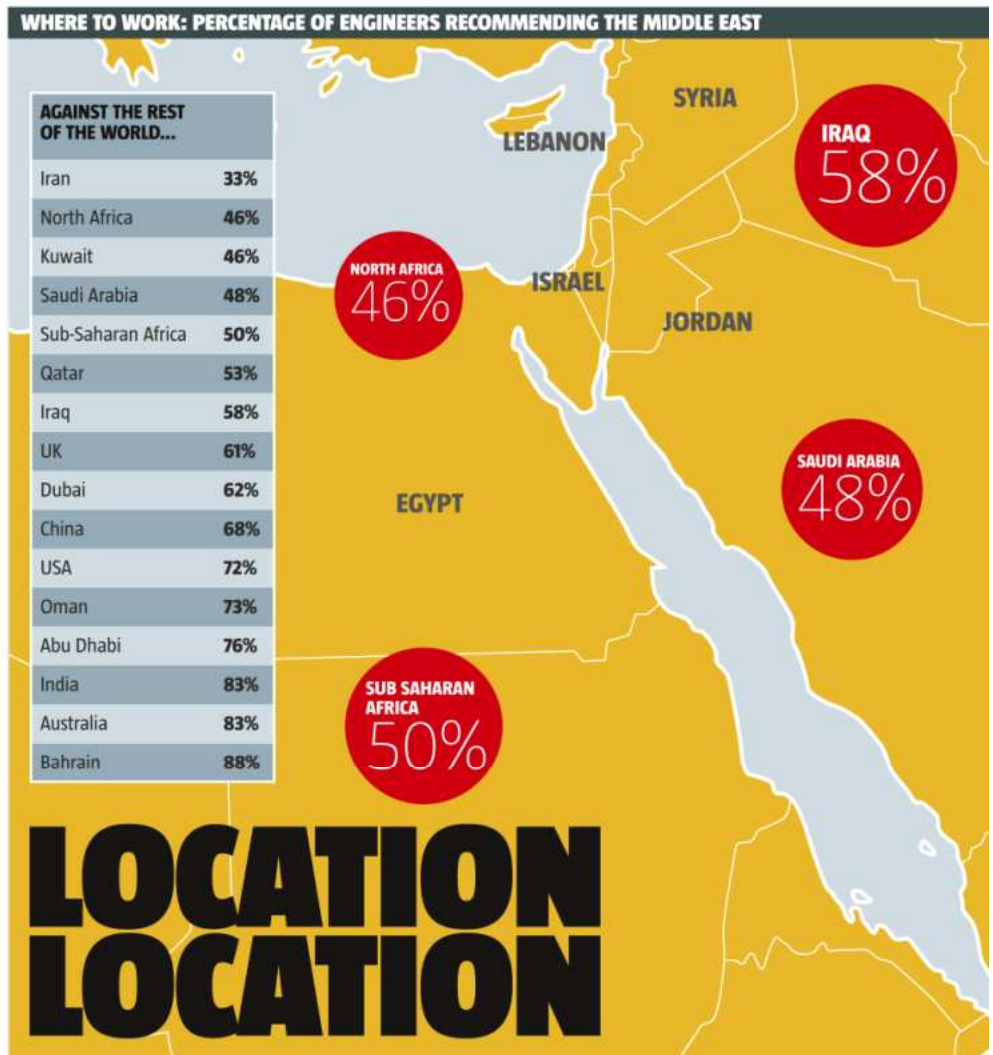 WHERE TO WORK: PERCENTAGE OF ENGINEERS RECOMMENDING THE MIDDLE EAST
AGAINST THE REST
OF THE WORLD...
Iran 33%
North Africa 46%
Kuwait 46%
Saudi Arabia 48%
Sub-Saharan Africa 50%
Qatar 53%
Iraq 58%
UK 61%
Dubai 62%
China 68%
USA 72%
Oman 73%
Abu Dhabi 76%
India 83%
Australia 83%
Bahrain 88%
SYRIA
LEBANON
IRAQ
58%
NORTH AFRICA
46%
ISRAEL
JORDAN
EGYPT
SAUDI ARABIA
48%
SUB SAHARAN
AFRICA
50%
LOCATION
LOCATION